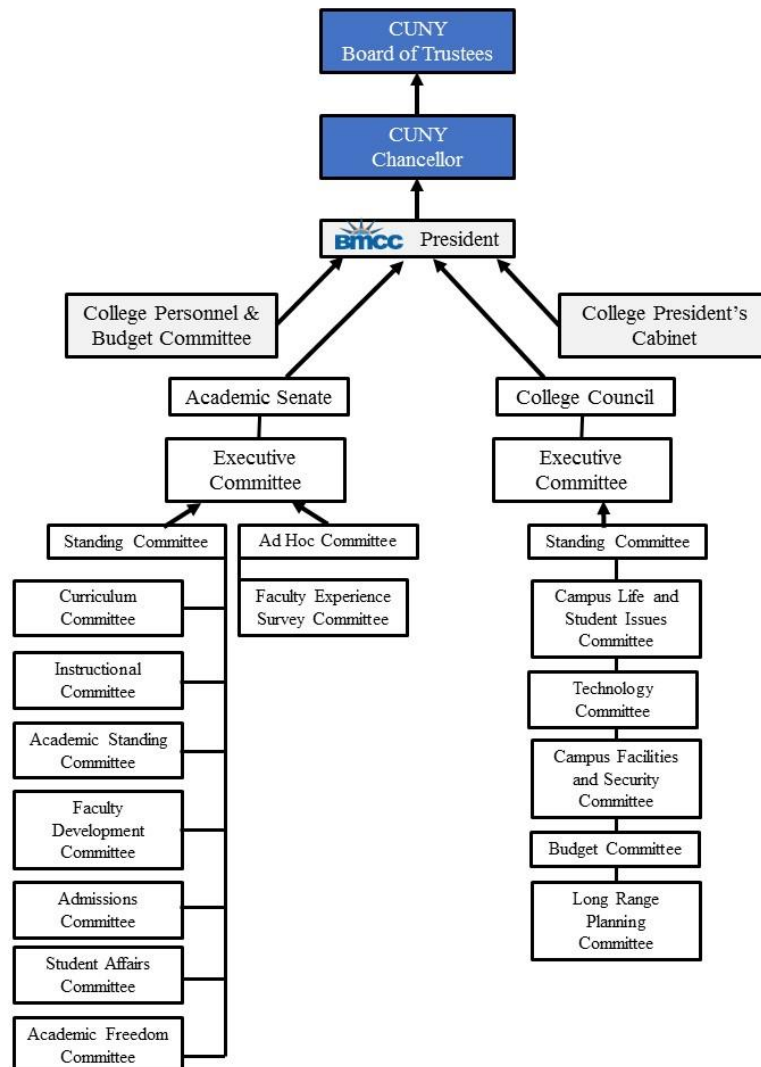 CUNY
Board of Trustees
CUNY
Chancellor
BMCC President
College Personnel &
Budget Committee
College President's
Cabinet
Academic Senate
College Council
Executive
Committee
Executive
Committee
Standing Committee
Ad Hoc Committee
Standing Committee
Curriculum
Committee
Faculty Experience
Survey Committee
Campus Life and
Student Issues
Committee
Instructional
Committee
Technology
Committee
Academic Standing
Committee
Campus Facilities
and Security
Committee
Faculty
Development
Committee
Budget Committee
Admissions
Committee
Long Range
Planning
Committee
Student Affairs
Committee
Academic Freedom
Committee